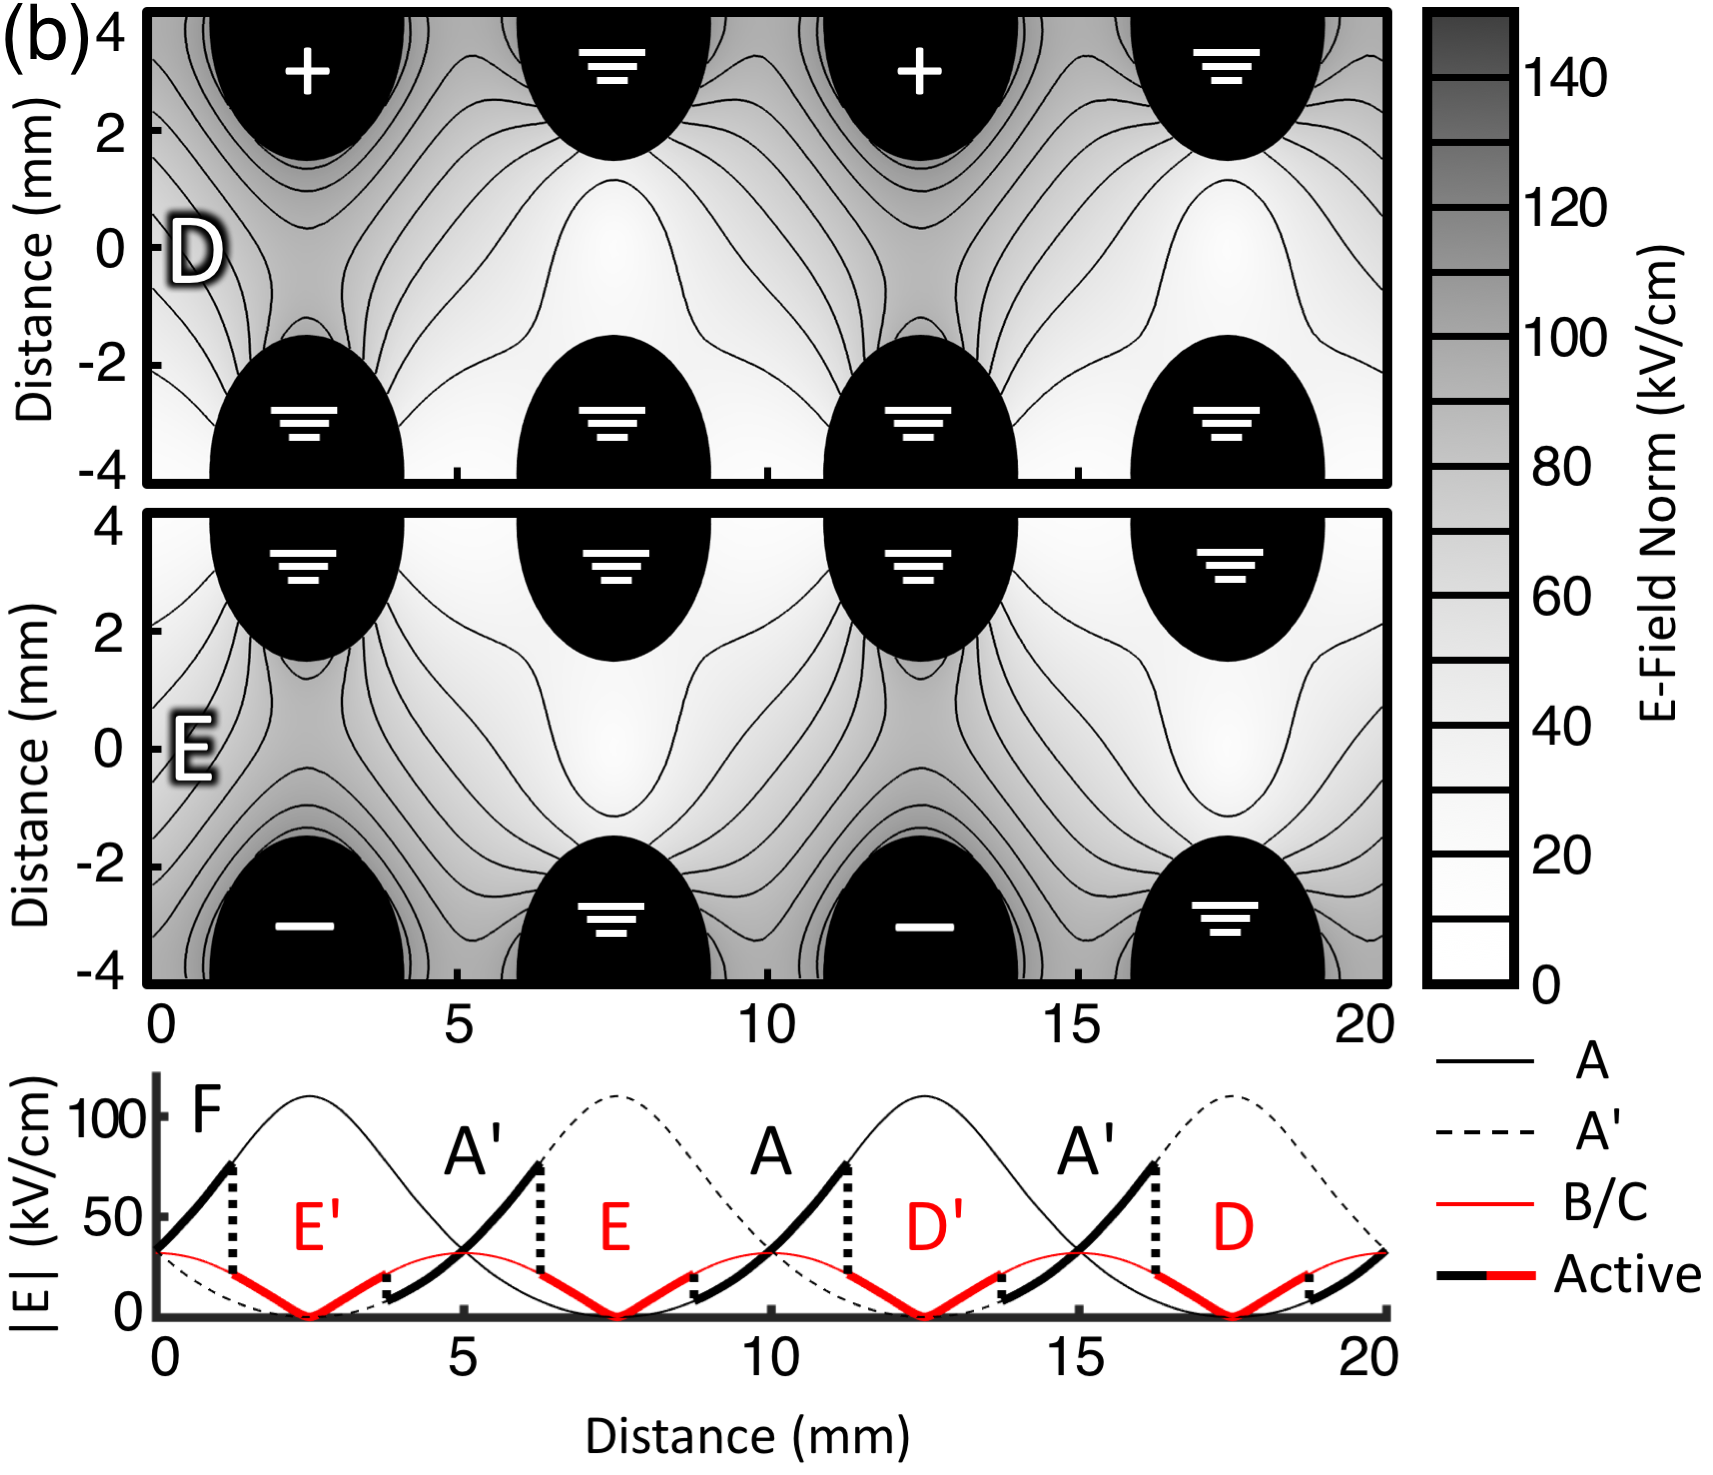 (b)
4
2
0
-2
-4
Distance (mm)
D
+
+
4
2
0
-2
-4
Distance (mm)
E
−
−
0 5 10 15 20
140
120
100
80
60
40
20
0
E-Field Norm (kV/cm)
100
50
0
|E| (kV/cm)
F
A' A A'
E' E D' D
0 5 10 15 20
Distance (mm)
A
A'
B/C
Active